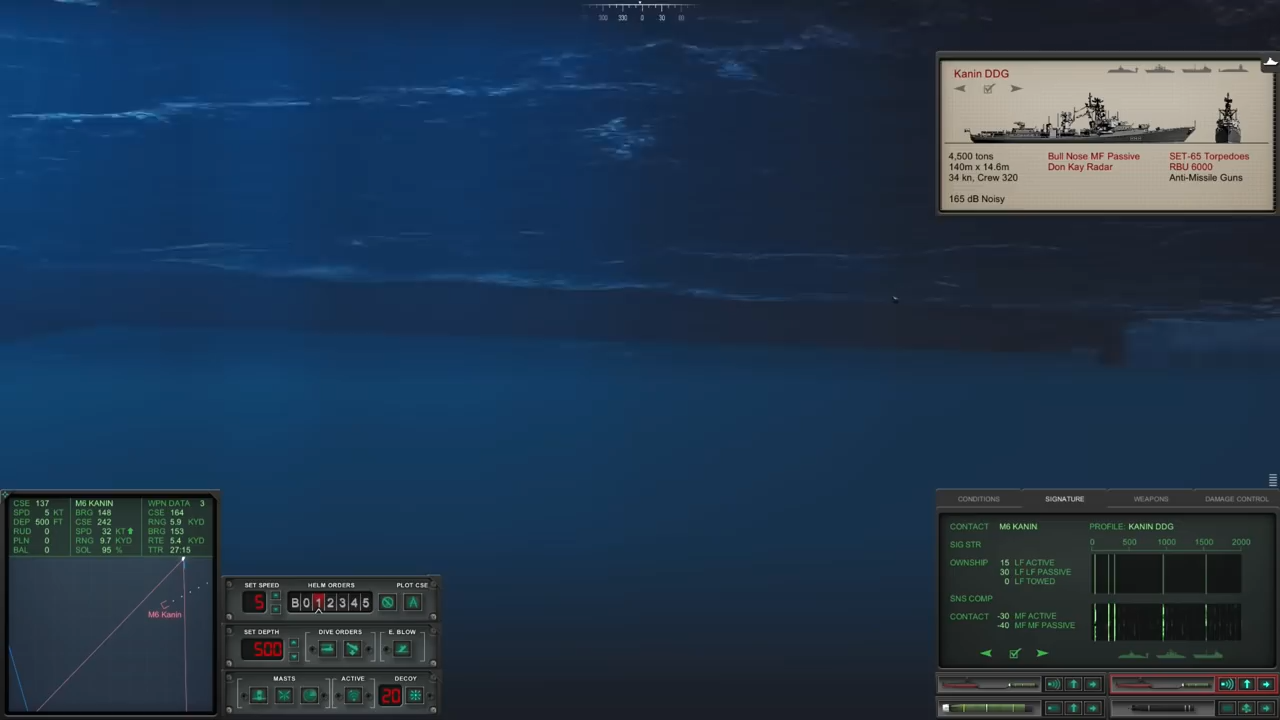 300 330 0 30 60
Kanin DDG
4,500 tons Bull Nose MF Passive SET-65 Torpedoes
140m x 14.6m Don Kay Radar RBU 6000
34 kn, Crew 320 Anti-Missile Guns
165 dB Noisy
CSE 137 M6 KANIN WPN DATA 3
SPD 5 KT BRG 148 CSE 164
DEP 500 FT CSE 242 RNG 5.9 KYD
RUD 0 SPD 32 KT BRG 153
PLN 0 RNG 9.7 KYD RTE 5.4 KYD
BAL 0 SOL 95 % TTR 27:15
M6 Kanin
SET SPEED HELM ORDERS PLOT CSE
5 B 0 1 2 3 4 5
SET DEPTH DIVE ORDERS E. BLOW
500
MASTS ACTIVE DECOY
20
CONDITIONS SIGNATURE WEAPONS DAMAGE CONTROL
CONTACT M6 KANIN PROFILE: KANIN DDG
SIG STR 0 500 1000 1500 2000
OWNSHIP 15 LF ACTIVE
30 LF LF PASSIVE
0 LF TOWED
SNS COMP
CONTACT -30 MF ACTIVE
-40 MF MF PASSIVE